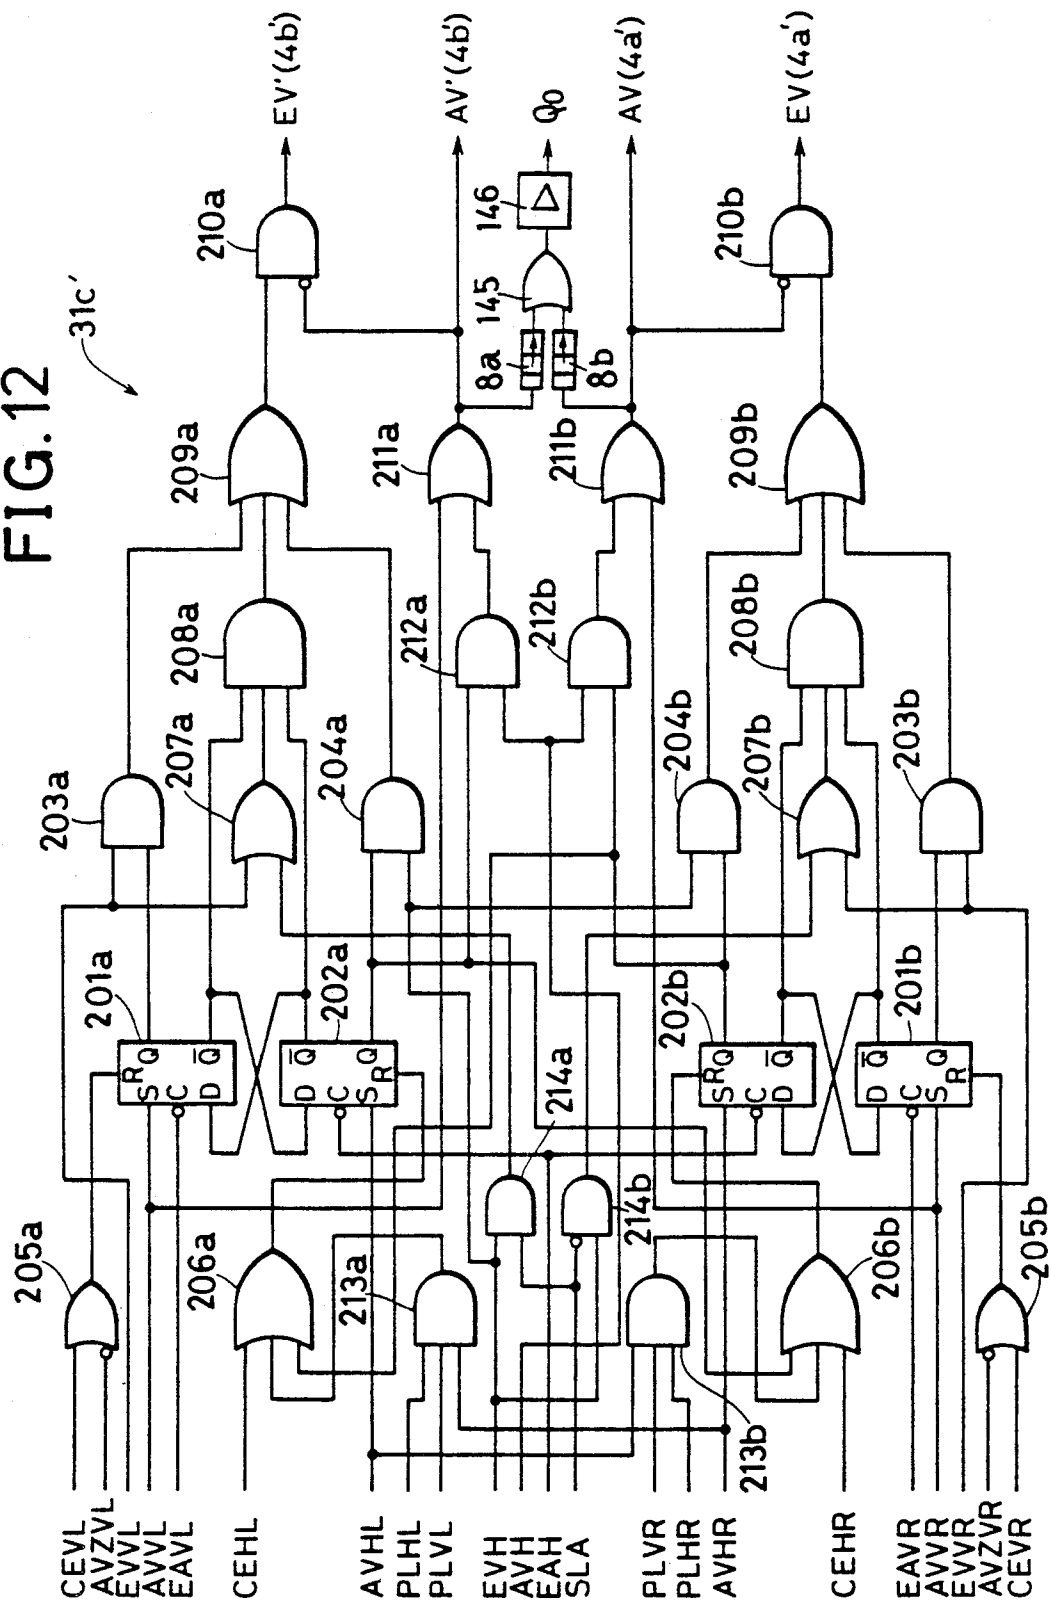 FIG.12
31c'
CEVL
AVZVL
EVVL
AVVL
EAVL
CEHL
AVHL
PLHL
PLVL
EVH
AVH
EAH
SLA
PLVR
PLHR
AVHR
CEHR
EAVR
AVVR
EVVR
AVZVR
CEVR
205a
206a
213a
214a
214b
213b
206b
205b
201a
R
S Q
C
D Q̅
202a
D Q̅
C
S Q
R
202b
R
S Q
C
D Q̅
201b
D Q̅
C
S Q
R
203a
207a
204a
204b
207b
203b
208a
212a
212b
208b
209a
211a
211b
209b
8a
8b
145
146
210a
210b
EV'(4b')
AV'(4b')
Q0
AV(4a')
EV(4a')